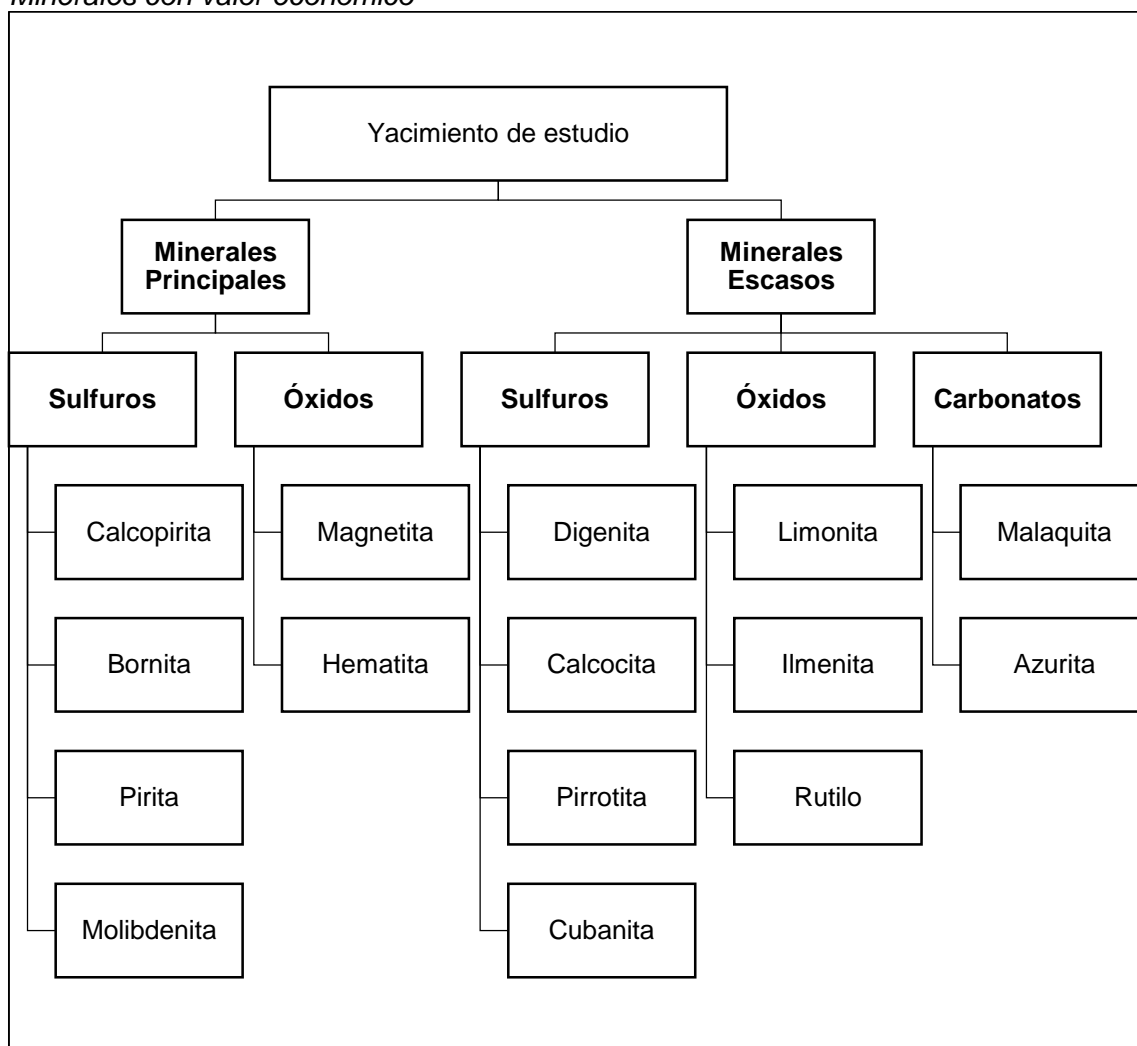 Minerales con valor económico
Yacimiento de estudio
Minerales
Principales
Minerales
Escasos
Sulfuros
Óxidos
Sulfuros
Óxidos
Carbonatos
Calcopirita
Magnetita
Digenita
Limonita
Malaquita
Bornita
Hematita
Calcocita
Ilmenita
Azurita
Pirita
Pirrotita
Rutilo
Molibdenita
Cubanita